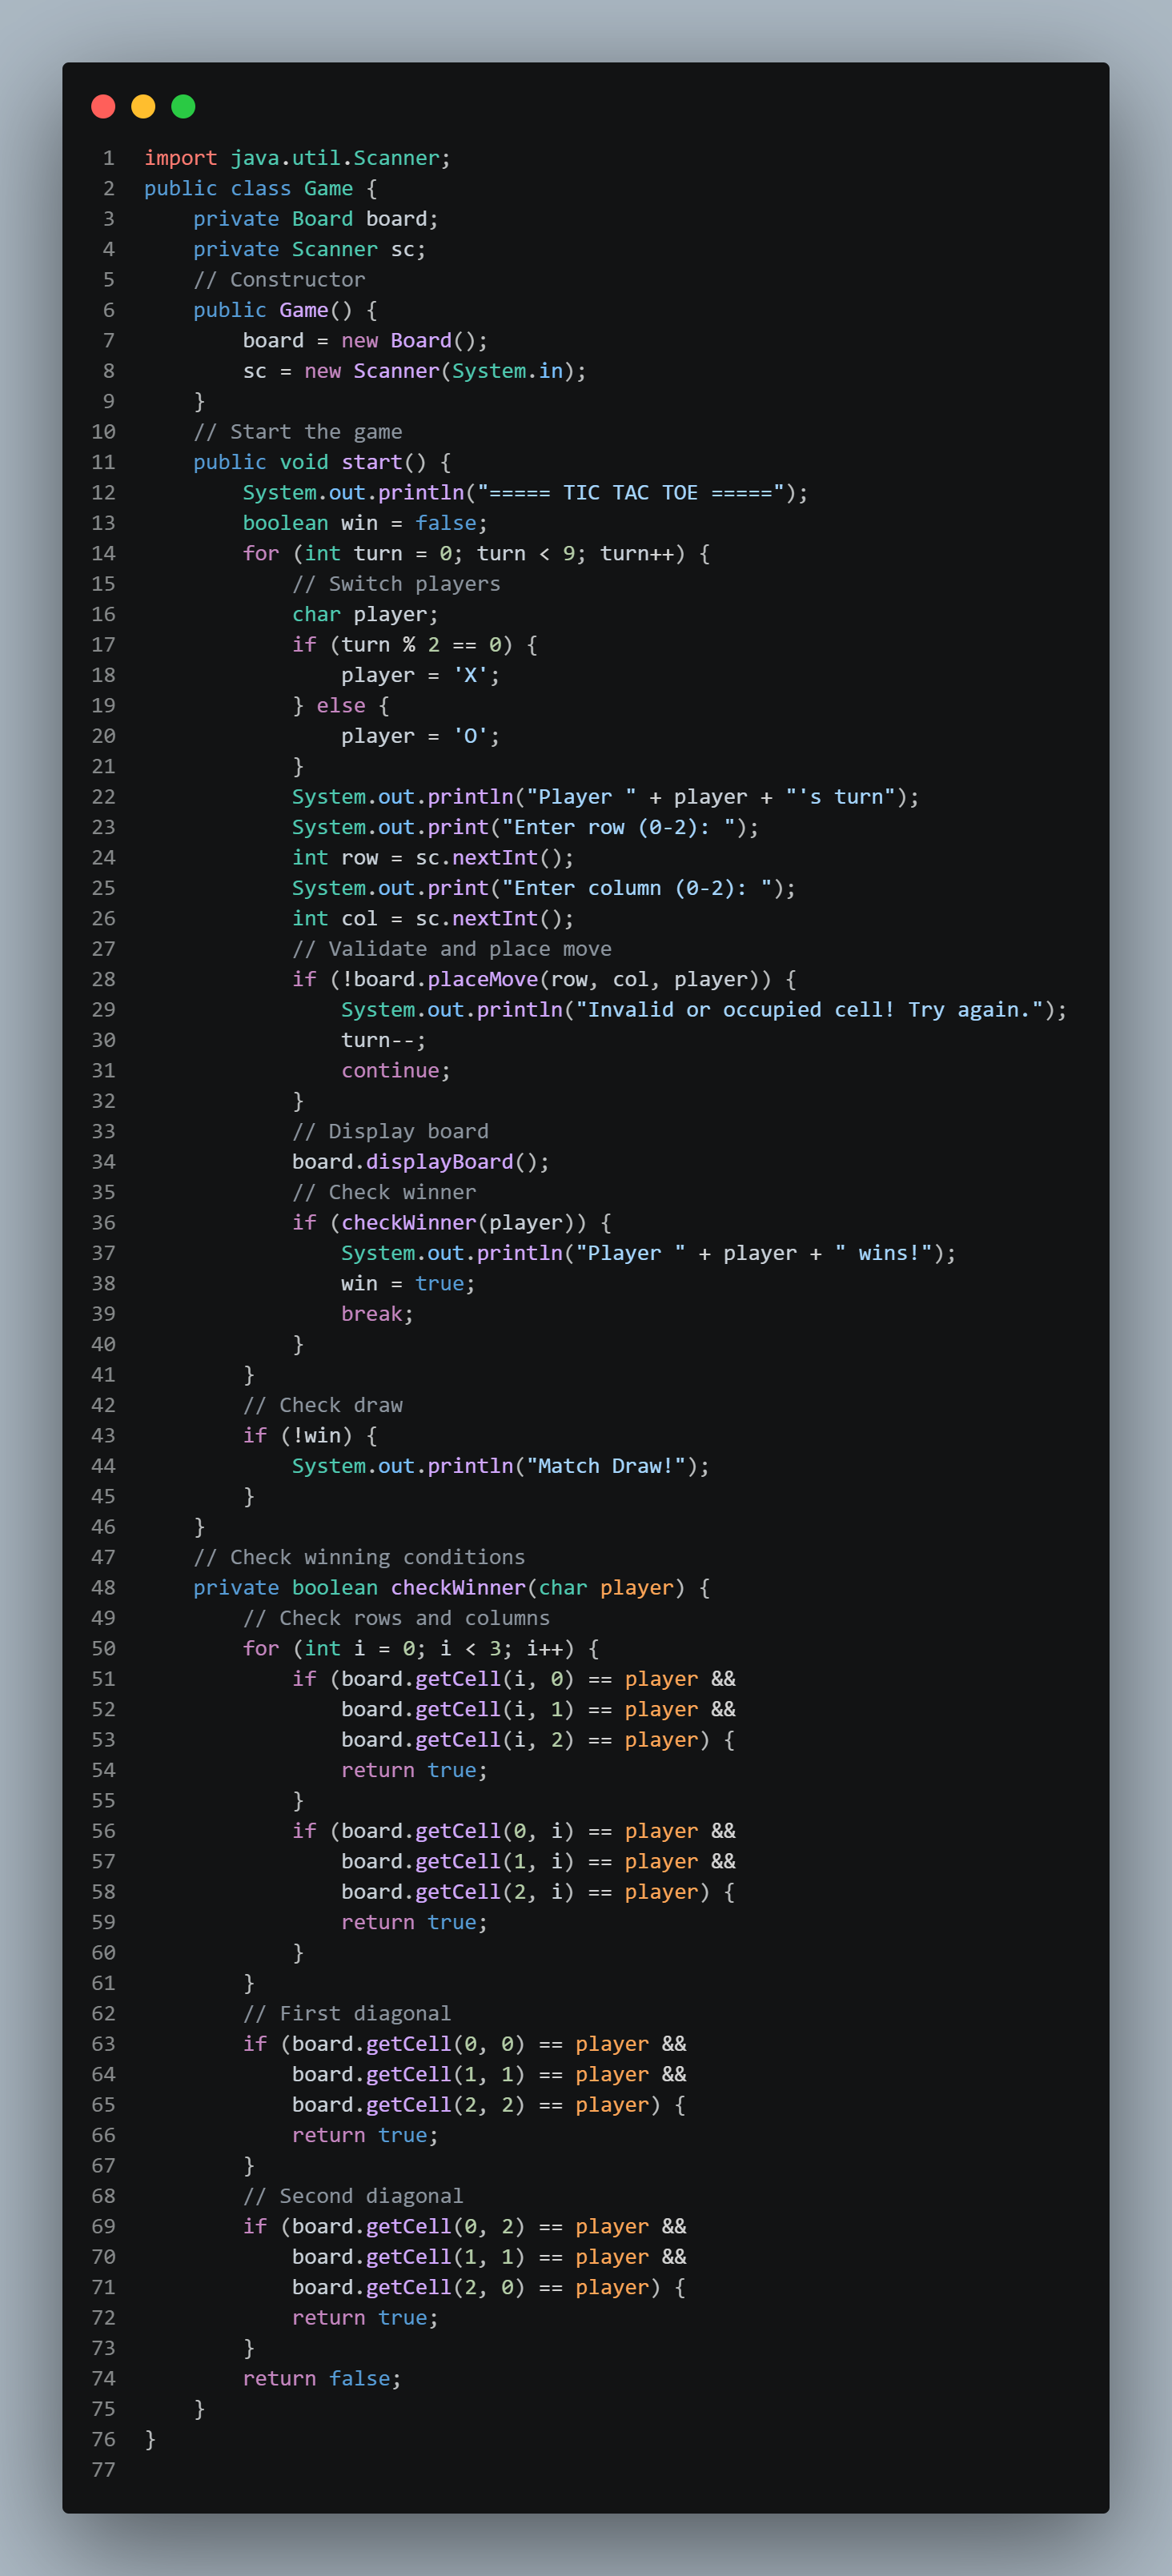 1 import java.util.Scanner;
2 public class Game {
3     private Board board;
4     private Scanner sc;
5     // Constructor
6     public Game() {
7         board = new Board();
8         sc = new Scanner(System.in);
9     }
10     // Start the game
11     public void start() {
12         System.out.println("===== TIC TAC TOE =====");
13         boolean win = false;
14         for (int turn = 0; turn < 9; turn++) {
15             // Switch players
16             char player;
17             if (turn % 2 == 0) {
18                 player = 'X';
19             } else {
20                 player = 'O';
21             }
22             System.out.println("Player " + player + "'s turn");
23             System.out.print("Enter row (0-2): ");
24             int row = sc.nextInt();
25             System.out.print("Enter column (0-2): ");
26             int col = sc.nextInt();
27             // Validate and place move
28             if (!board.placeMove(row, col, player)) {
29                 System.out.println("Invalid or occupied cell! Try again.");
30                 turn--;
31                 continue;
32             }
33             // Display board
34             board.displayBoard();
35             // Check winner
36             if (checkWinner(player)) {
37                 System.out.println("Player " + player + " wins!");
38                 win = true;
39                 break;
40             }
41         }
42         // Check draw
43         if (!win) {
44             System.out.println("Match Draw!");
45         }
46     }
47     // Check winning conditions
48     private boolean checkWinner(char player) {
49         // Check rows and columns
50         for (int i = 0; i < 3; i++) {
51             if (board.getCell(i, 0) == player &&
52                 board.getCell(i, 1) == player &&
53                 board.getCell(i, 2) == player) {
54                 return true;
55             }
56             if (board.getCell(0, i) == player &&
57                 board.getCell(1, i) == player &&
58                 board.getCell(2, i) == player) {
59                 return true;
60             }
61         }
62         // First diagonal
63         if (board.getCell(0, 0) == player &&
64             board.getCell(1, 1) == player &&
65             board.getCell(2, 2) == player) {
66             return true;
67         }
68         // Second diagonal
69         if (board.getCell(0, 2) == player &&
70             board.getCell(1, 1) == player &&
71             board.getCell(2, 0) == player) {
72             return true;
73         }
74         return false;
75     }
76 }
77